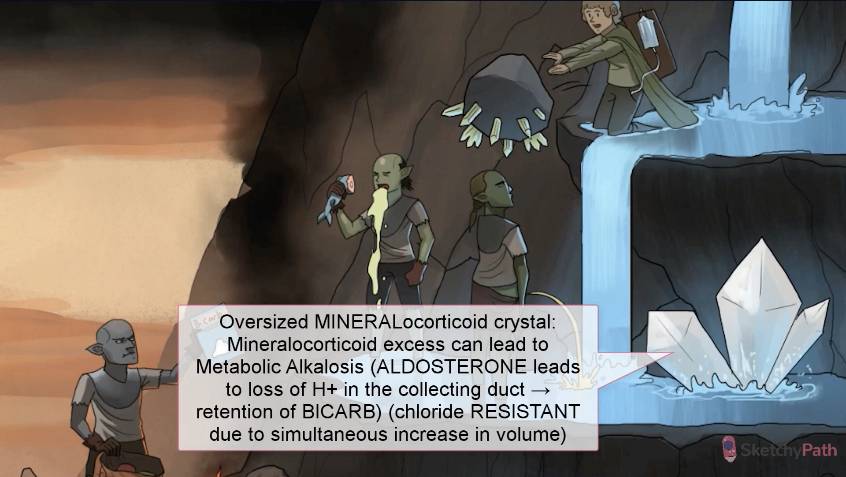 Oversized MINERALocorticoid crystal:
Mineralocorticoid excess can lead to
Metabolic Alkalosis (ALDOSTERONE leads
to loss of H+ in the collecting duct →
retention of BICARB) (chloride RESISTANT
due to simultaneous increase in volume)
SketchyPath